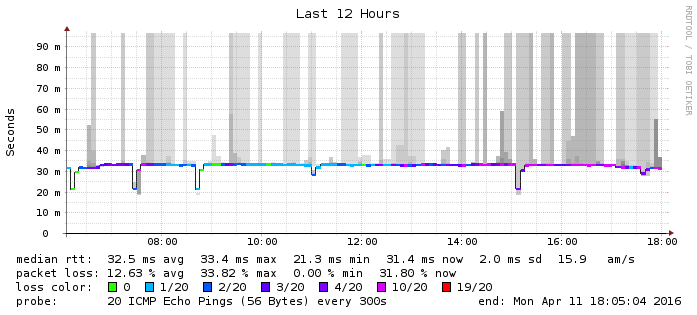 Last 12 Hours
RRDTOOL / TOBI OETIKER
Seconds
90 m
80 m
70 m
60 m
50 m
40 m
30 m
20 m
10 m
0
08:00 10:00 12:00 14:00 16:00 18:00
median rtt: 32.5 ms avg 33.4 ms max 21.3 ms min 31.4 ms now 2.0 ms sd 15.9 am/s
packet loss: 12.63 % avg 33.82 % max 0.00 % min 31.80 % now
loss color: 0 1/20 2/20 3/20 4/20 10/20 19/20
probe: 20 ICMP Echo Pings (56 Bytes) every 300s end: Mon Apr 11 18:05:04 2016